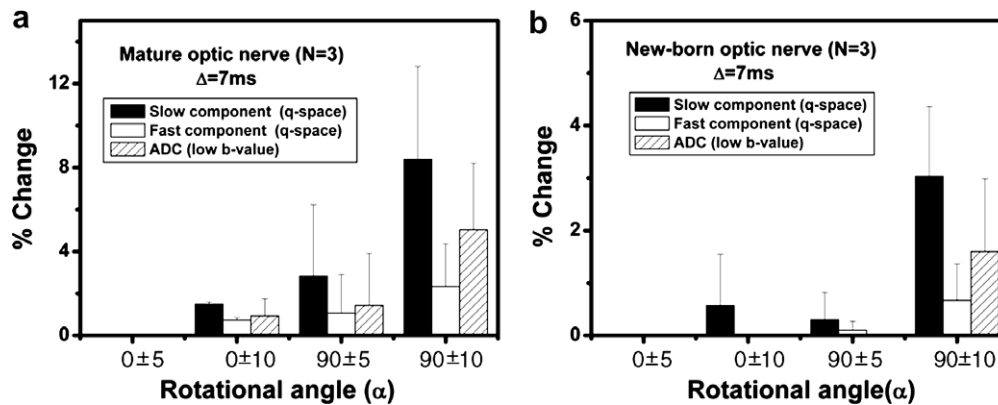 a
Mature optic nerve (N=3)
Δ=7ms
Slow component (q-space)
Fast component (q-space)
ADC (low b-value)
% Change
12
8
4
0
0±5
0±10
90±5
90±10
Rotational angle (α)
b
New-born optic nerve (N=3)
Δ=7ms
Slow component (q-space)
Fast component (q-space)
ADC (low b-value)
% Change
6
4
2
0
0±5
0±10
90±5
90±10
Rotational angle(α)